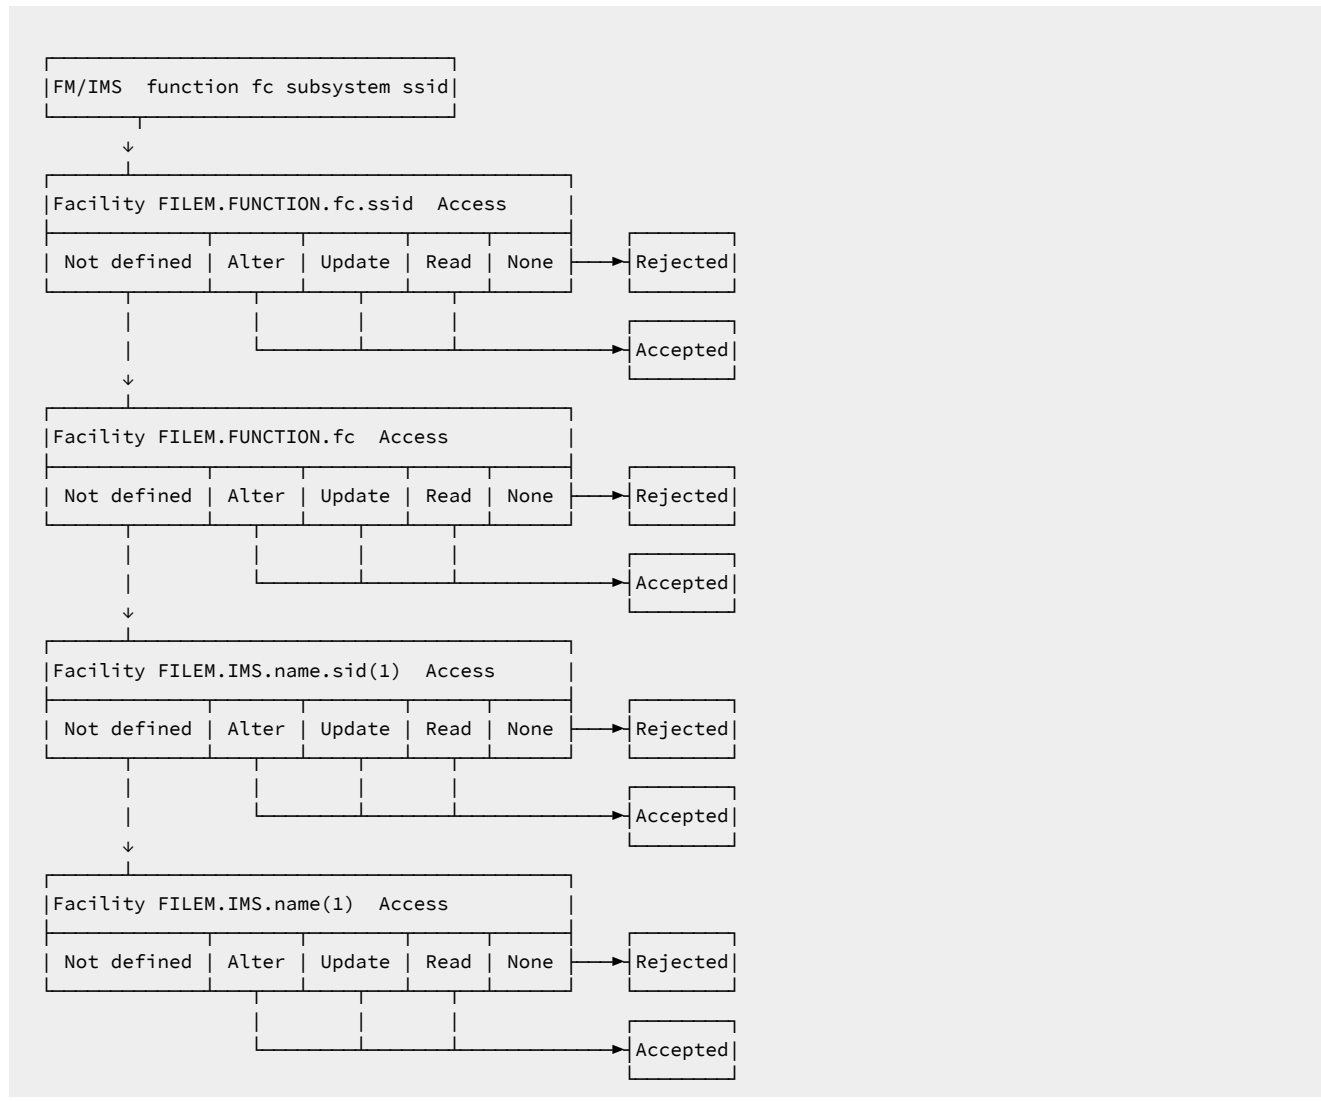 FM/IMS function fc subsystem ssid
Facility FILEM.FUNCTION.fc.ssid Access
Not defined Alter Update Read None Rejected
Accepted
Facility FILEM.FUNCTION.fc Access
Not defined Alter Update Read None Rejected
Accepted
Facility FILEM.IMS.name.sid(1) Access
Not defined Alter Update Read None Rejected
Accepted
Facility FILEM.IMS.name(1) Access
Not defined Alter Update Read None Rejected
Accepted